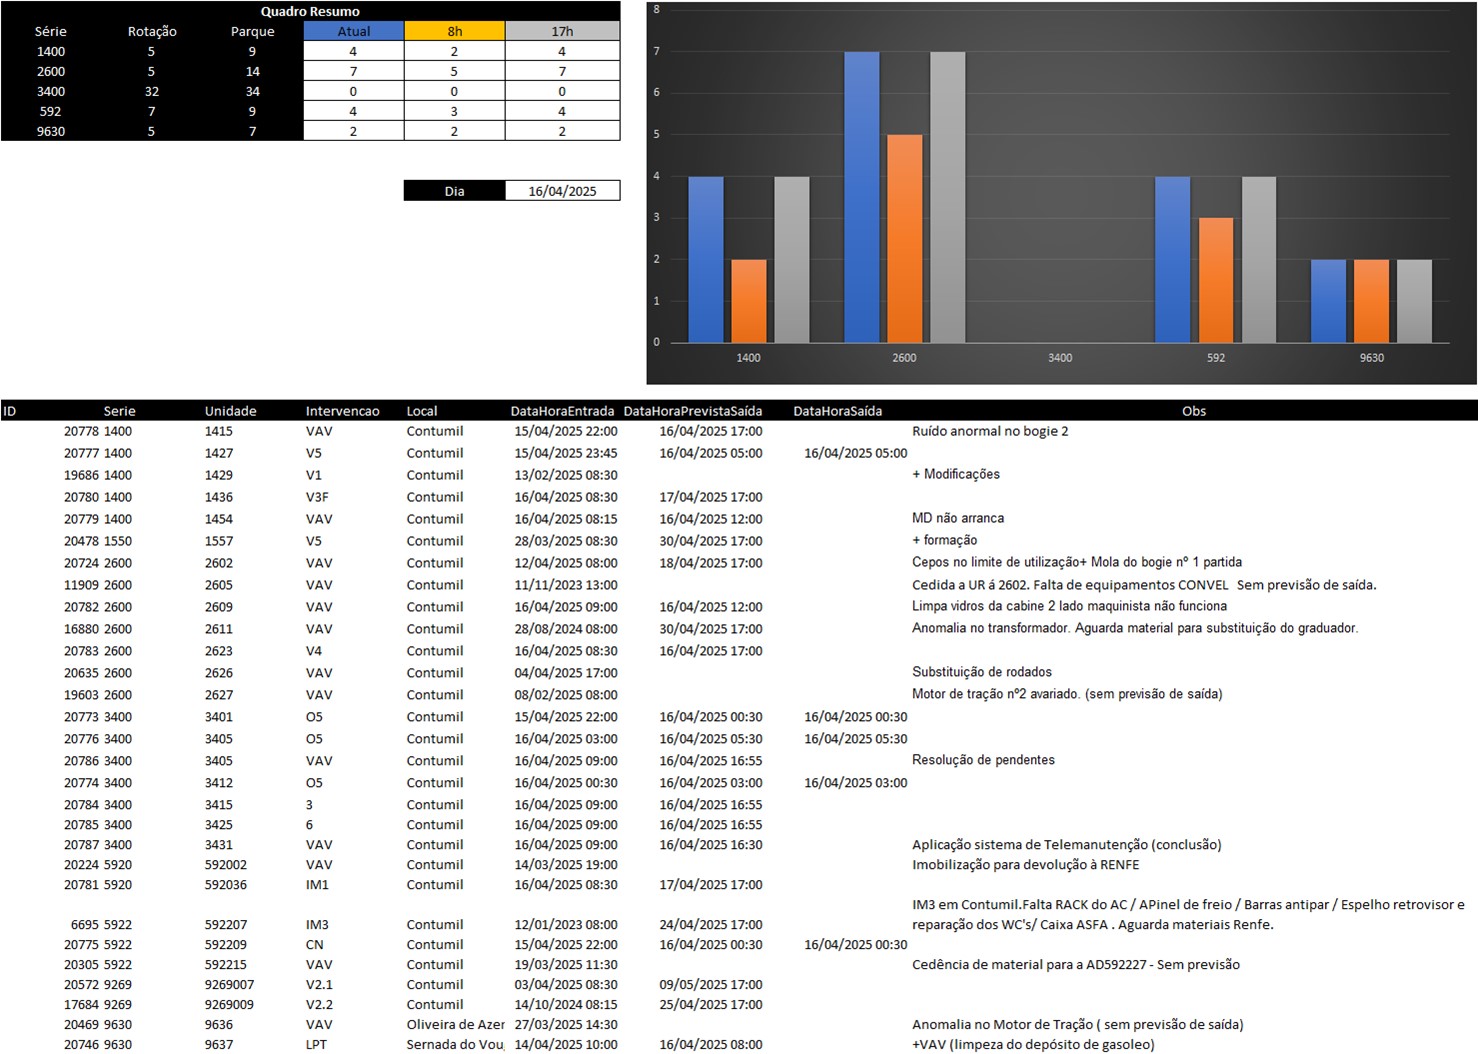 Quadro Resumo
Série Rotação Parque Atual 8h 17h
1400 5 9 4 2 4
2600 5 14 7 5 7
3400 32 34 0 0 0
592 7 9 4 3 4
9630 5 7 2 2 2
Dia 16/04/2025
8
7
6
5
4
3
2
1
0
1400 2600 3400 592 9630
ID Serie Unidade Intervencao Local DataHoraEntrada DataHoraPrevistaSaída DataHoraSaída Obs
20778 1400 1415 VAV Contumil 15/04/2025 22:00 16/04/2025 17:00 Ruído anormal no bogie 2
20777 1400 1427 V5 Contumil 15/04/2025 23:45 16/04/2025 05:00 16/04/2025 05:00
19686 1400 1429 V1 Contumil 13/02/2025 08:30 + Modificações
20780 1400 1436 V3F Contumil 16/04/2025 08:30 17/04/2025 17:00
20779 1400 1454 VAV Contumil 16/04/2025 08:15 16/04/2025 12:00 MD não arranca
20478 1550 1557 V5 Contumil 28/03/2025 08:30 30/04/2025 17:00 + formação
20724 2600 2602 VAV Contumil 12/04/2025 08:00 18/04/2025 17:00 Cepos no limite de utilização+ Mola do bogie nº 1 partida
11909 2600 2605 VAV Contumil 11/11/2023 13:00 Cedida a UR á 2602. Falta de equipamentos CONVEL Sem previsão de saída.
20782 2600 2609 VAV Contumil 16/04/2025 09:00 16/04/2025 12:00 Limpa vidros da cabine 2 lado maquinista não funciona
16880 2600 2611 VAV Contumil 28/08/2024 08:00 30/04/2025 17:00 Anomalia no transformador. Aguarda material para substituição do graduador.
20783 2600 2623 V4 Contumil 16/04/2025 08:30 16/04/2025 17:00
20635 2600 2626 VAV Contumil 04/04/2025 17:00 Substituição de rodados
19603 2600 2627 VAV Contumil 08/02/2025 08:00 Motor de tração nº2 avariado. (sem previsão de saída)
20773 3400 3401 O5 Contumil 15/04/2025 22:00 16/04/2025 00:30 16/04/2025 00:30
20776 3400 3405 O5 Contumil 16/04/2025 03:00 16/04/2025 05:30 16/04/2025 05:30
20786 3400 3405 VAV Contumil 16/04/2025 09:00 16/04/2025 16:55 Resolução de pendentes
20774 3400 3412 O5 Contumil 16/04/2025 00:30 16/04/2025 03:00 16/04/2025 03:00
20784 3400 3415 3 Contumil 16/04/2025 09:00 16/04/2025 16:55
20785 3400 3425 6 Contumil 16/04/2025 09:00 16/04/2025 16:55
20787 3400 3431 VAV Contumil 16/04/2025 09:00 16/04/2025 16:30 Aplicação sistema de Telemanutenção (conclusão)
20224 5920 592002 VAV Contumil 14/03/2025 19:00 Imobilização para devolução à RENFE
20781 5920 592036 IM1 Contumil 16/04/2025 08:30 17/04/2025 17:00
IM3 em Contumil.Falta RACK do AC / APinel de freio / Barras antipar / Espelho retrovisor e
6695 5922 592207 IM3 Contumil 12/01/2023 08:00 24/04/2025 17:00 reparação dos WC's/ Caixa ASFA . Aguarda materiais Renfe.
20775 5922 592209 CN Contumil 15/04/2025 22:00 16/04/2025 00:30 16/04/2025 00:30
20305 5922 592215 VAV Contumil 19/03/2025 11:30 Cedência de material para a AD592227 - Sem previsão
20572 9269 9269007 V2.1 Contumil 03/04/2025 08:30 09/05/2025 17:00
17684 9269 9269009 V2.2 Contumil 14/10/2024 08:15 25/04/2025 17:00
20469 9630 9636 VAV Oliveira de Azer 27/03/2025 14:30 Anomalia no Motor de Tração ( sem previsão de saída)
20746 9630 9637 LPT Sernada do Vou 14/04/2025 10:00 16/04/2025 08:00 +VAV (limpeza do depósito de gasoleo)